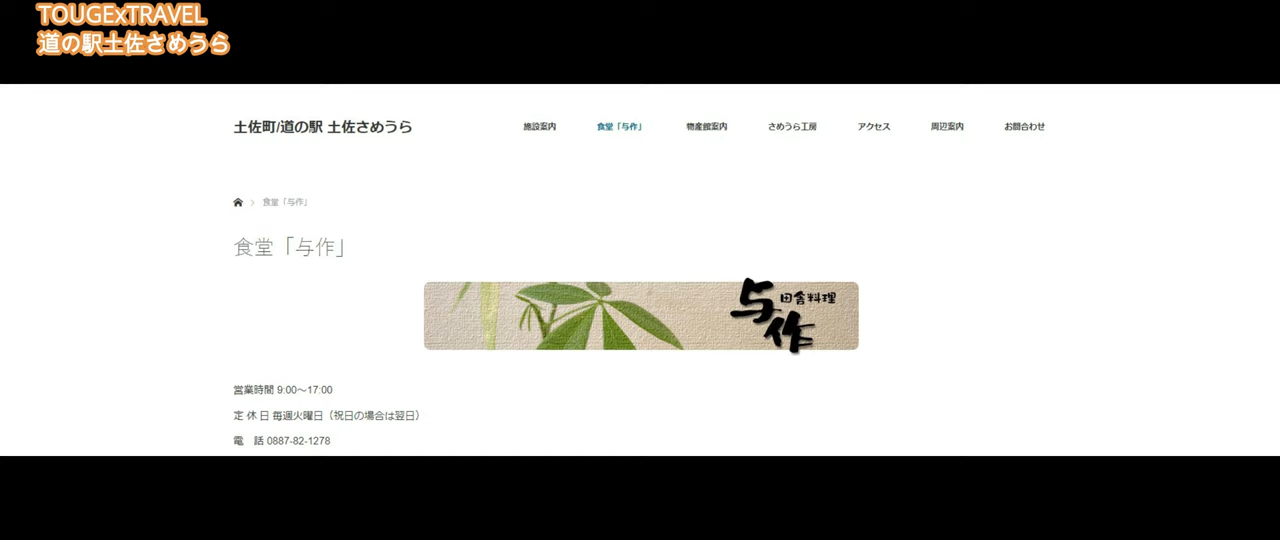 TOUGExTRAVEL
道の駅土佐さめうら
土佐町/道の駅 土佐さめうら
施設案内 食堂「与作」 物産館案内 さめうら工房 アクセス 周辺案内 お問合わせ
食堂「与作」
食堂「与作」
与作 田舎料理
営業時間 9:00～17:00
定 休 日 毎週火曜日（祝日の場合は翌日）
電　話 0887-82-1278